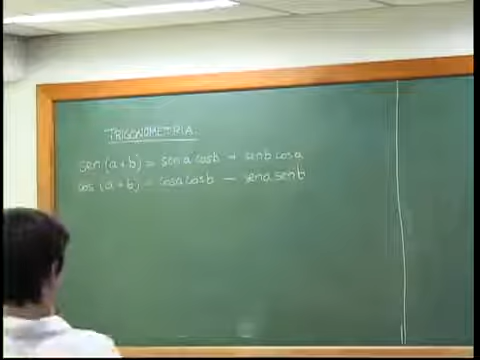 TRIGONOMETRIA
sen (a+b) = sen a cos b + sen b cos a
cos (a+b) = cos a cos b - sen a sen b